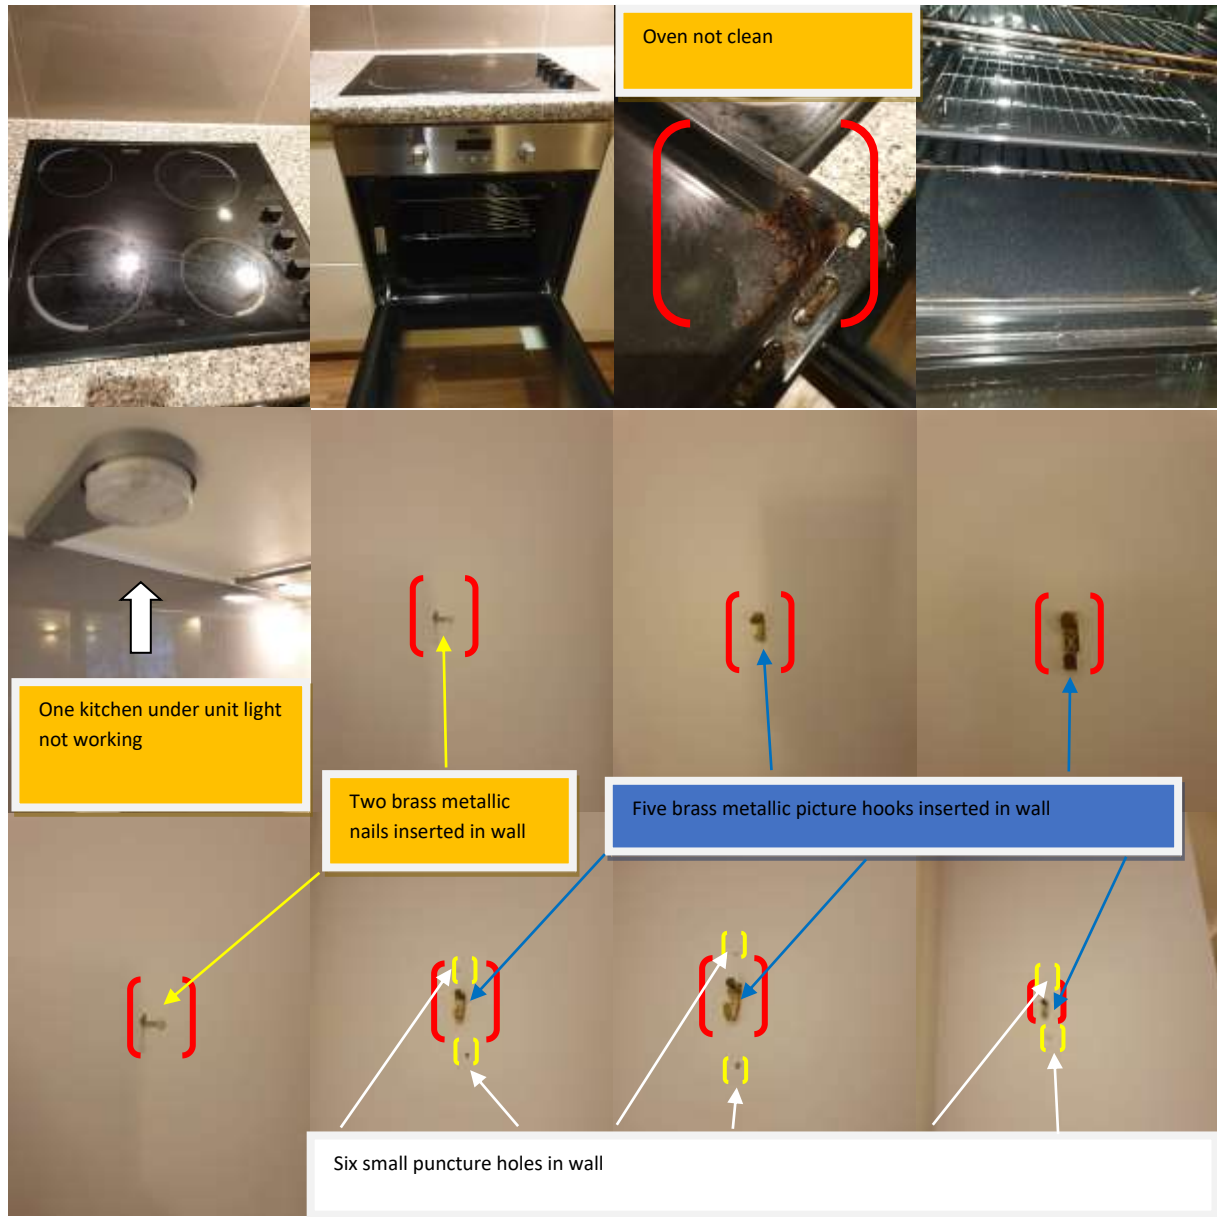 Oven not clean
One kitchen under unit light
not working
Two brass metallic
nails inserted in wall
Five brass metallic picture hooks inserted in wall
Six small puncture holes in wall